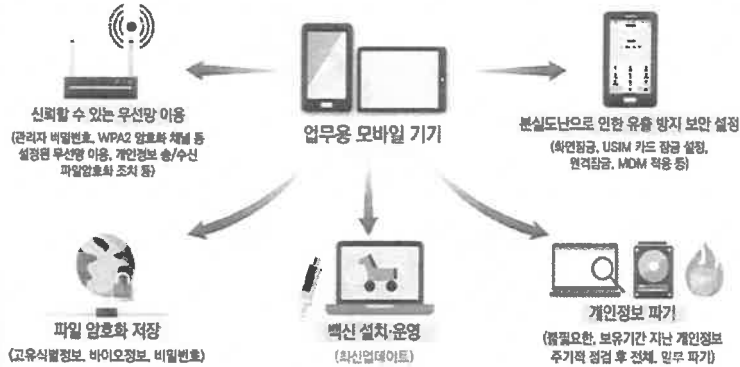 신뢰할 수 있는 무선망 이용
(관리자 비밀번호, WPA2 암호화 채널 등
설정된 무선망 이용, 개인정보 송/수신
파일암호화 조치 등)
업무용 모바일 기기
분실도난으로 인한 유출 방지 보안 설정
(화면잠금, USIM 카드 잠금 설정,
원격잠금, MDM 적용 등)
파일 암호화 저장
(고유식별정보, 바이오정보, 비밀번호)
백신 설치·운영
(최신업데이트)
개인정보 파기
(불필요한, 보유기간 지난 개인정보
주기적 점검 후 전체, 일부 파기)